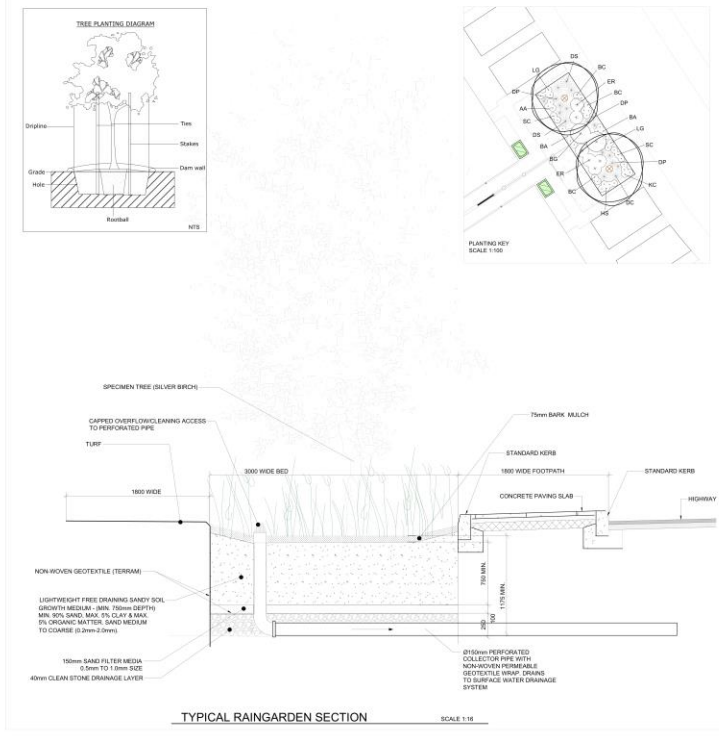 TREE PLANTING DIAGRAM
Dripline
Ties
Stakes
Dam wall
Grade
Hole
Rootball
NTS
DS
LG
BC
ER
DP
BC
DP
AA
BA
SC
LG
DS
SC
BA
BG
DP
ER
KC
BC
SC
HS
PLANTING KEY
SCALE 1:100
SPECIMEN TREE (SILVER BIRCH)
CAPPED OVERFLOW/CLEANING ACCESS
TO PERFORATED PIPE
75mm BARK MULCH
TURF
STANDARD KERB
3000 WIDE BED
1800 WIDE FOOTPATH
STANDARD KERB
1800 WIDE
CONCRETE PAVING SLAB
HIGHWAY
NON-WOVEN GEOTEXTILE (TERRAM)
750 MIN.
1175 MIN.
LIGHTWEIGHT FREE DRAINING SANDY SOIL
GROWTH MEDIUM - (MIN. 750mm DEPTH)
MIN. 90% SAND, MAX. 5% CLAY & MAX.
5% ORGANIC MATTER. SAND MEDIUM
TO COARSE (0.2mm-2.0mm).
100
250
150mm SAND FILTER MEDIA
0.5mm TO 1.0mm SIZE
40mm CLEAN STONE DRAINAGE LAYER
Ø150mm PERFORATED
COLLECTOR PIPE WITH
NON-WOVEN PERMEABLE
GEOTEXTILE WRAP. DRAINS
TO SURFACE WATER DRAINAGE
SYSTEM
TYPICAL RAINGARDEN SECTION
SCALE 1:16